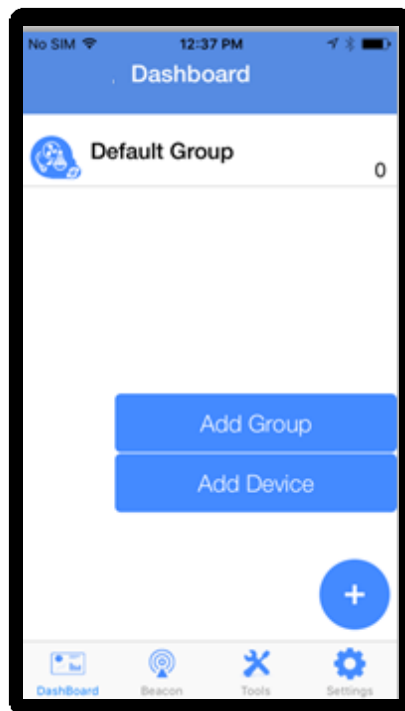 No SIM 12:37 PM
Dashboard
Default Group
0
Add Group
Add Device
+
DashBoard Beacon Tools Settings